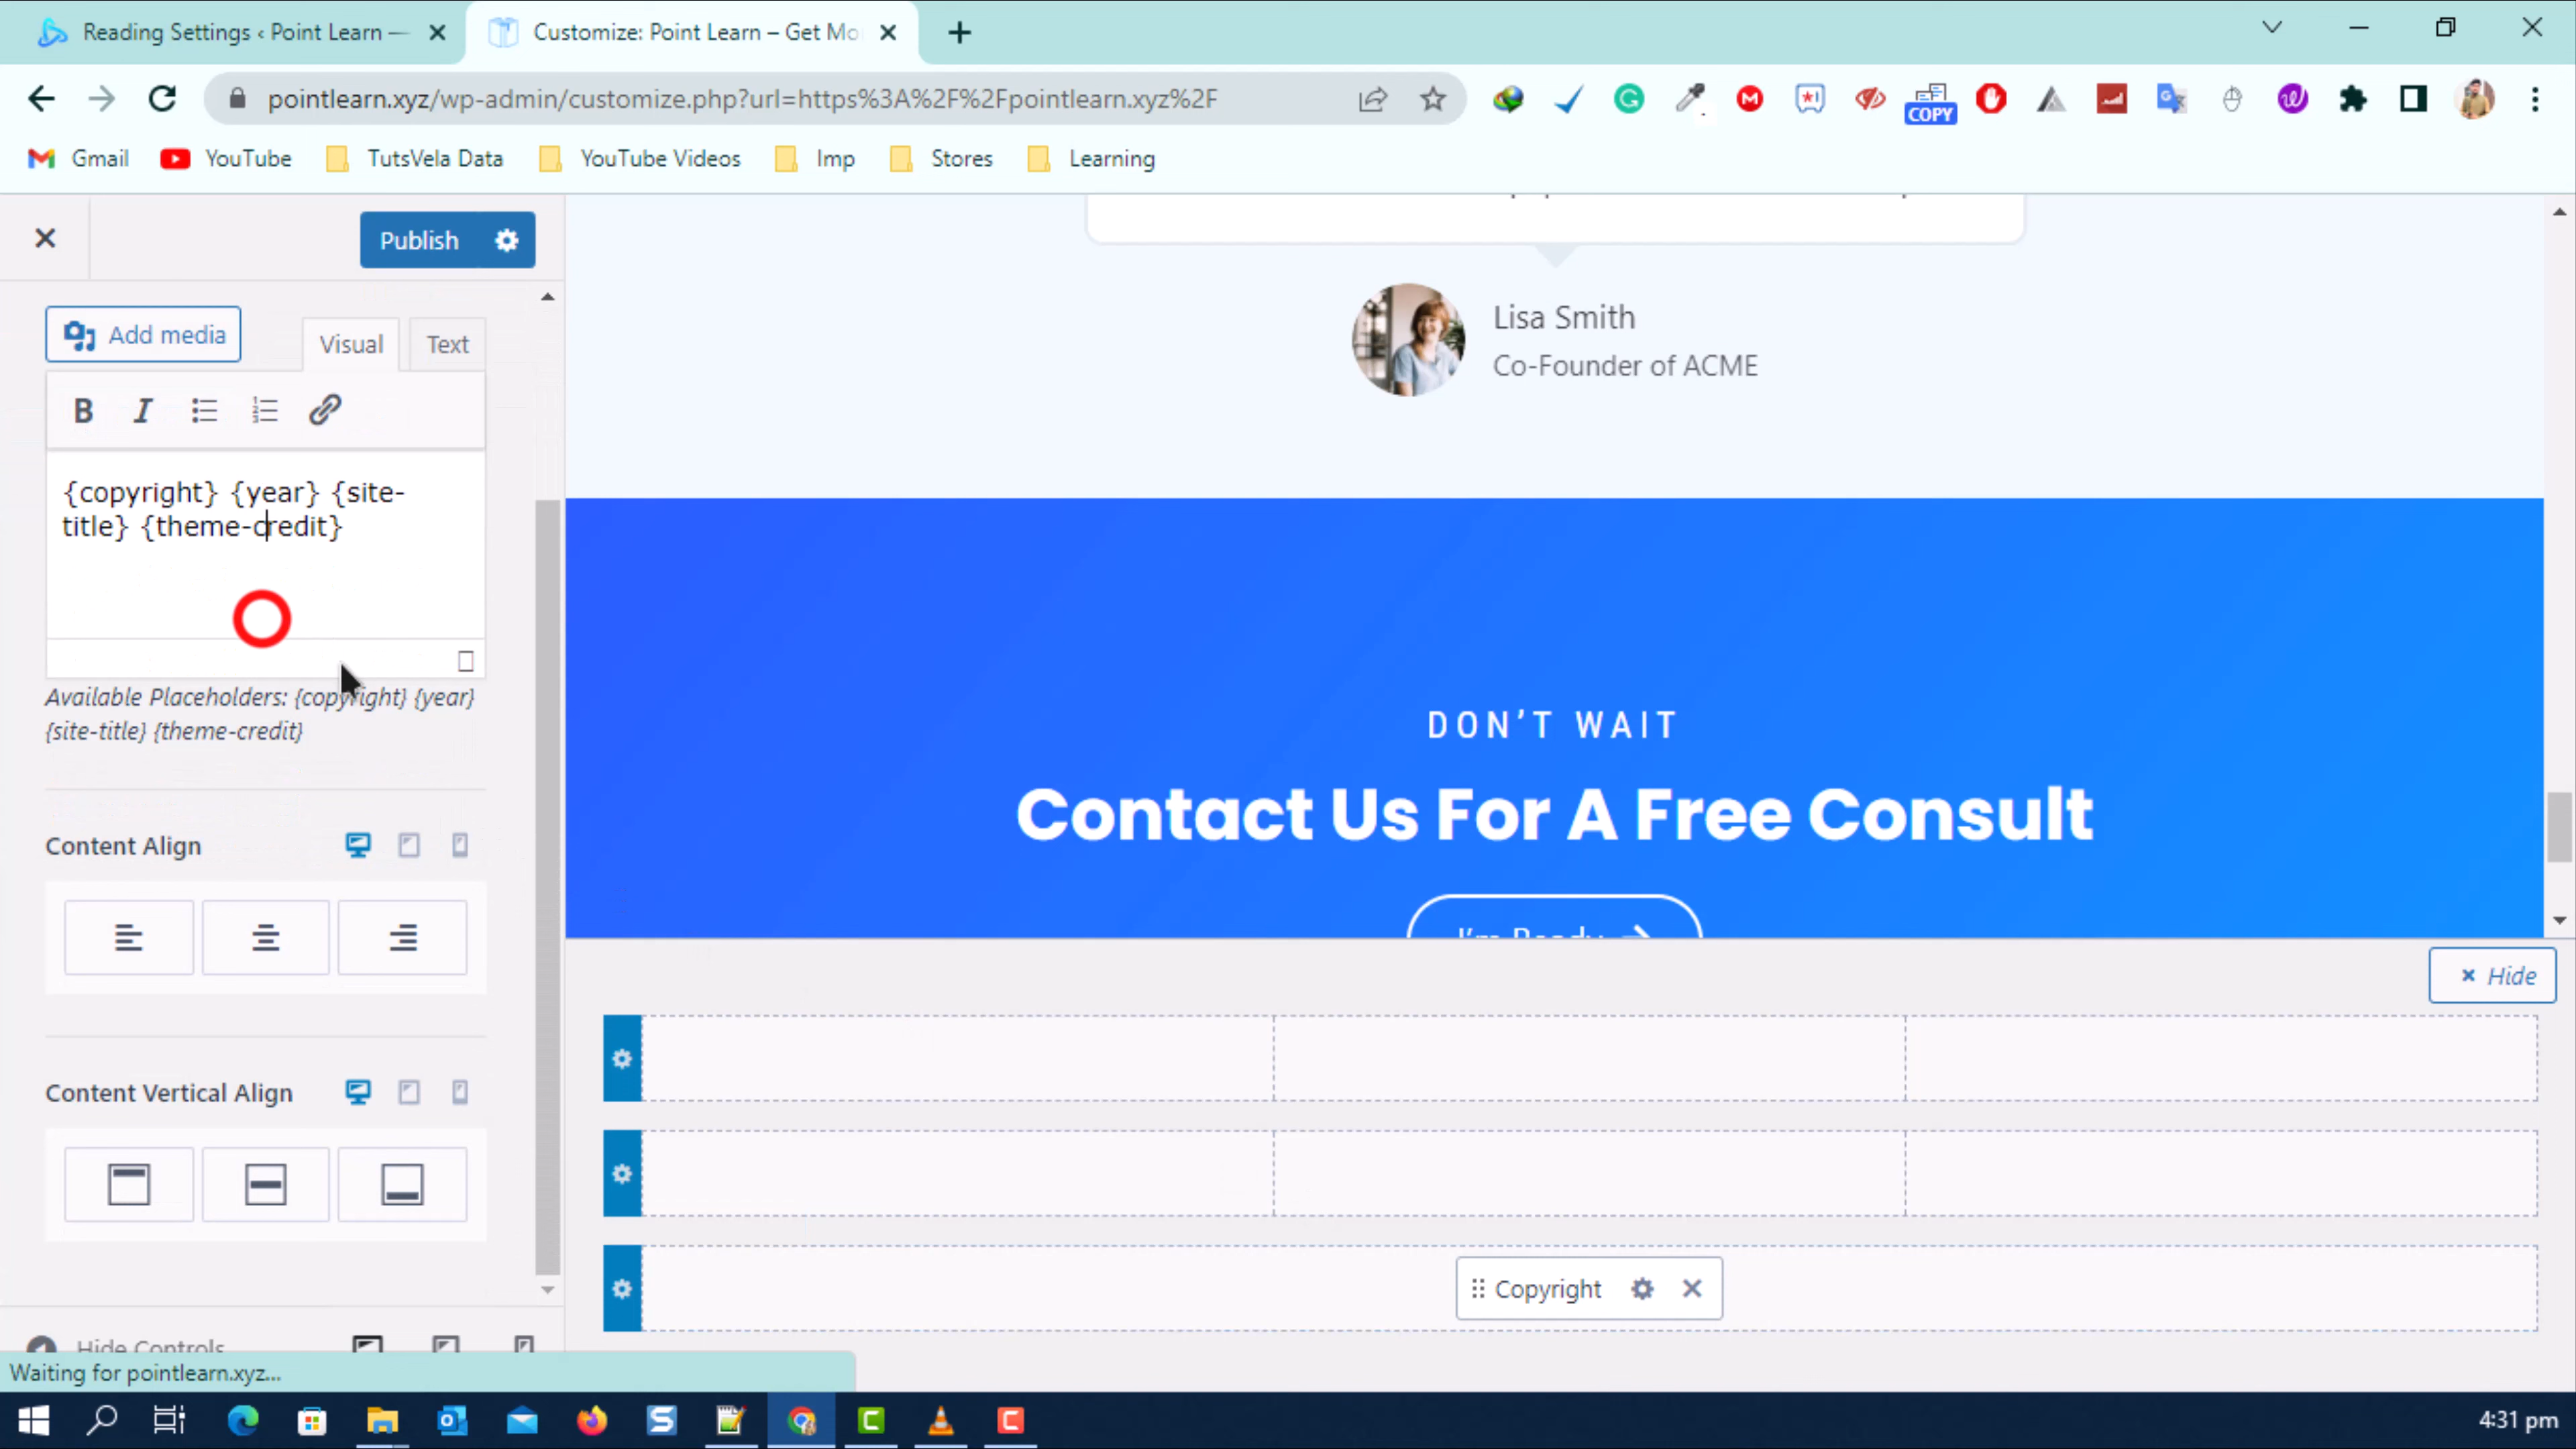 Reading Settings ‹ Point Learn —
Customize: Point Learn – Get Mo
pointlearn.xyz/wp-admin/customize.php?url=https%3A%2F%2Fpointlearn.xyz%2F
COPY
Gmail
YouTube
TutsVela Data
YouTube Videos
Imp
Stores
Learning
Publish
Add media
Visual
Text
B I
{copyright} {year} {site-
title} {theme-credit}
Available Placeholders: {copyright} {year}
{site-title} {theme-credit}
Content Align
Content Vertical Align
Hide Controls
Waiting for pointlearn.xyz...
Lisa Smith
Co-Founder of ACME
DON’T WAIT
Contact Us For A Free Consult
I’m Ready
Hide
Copyright
4:31 pm